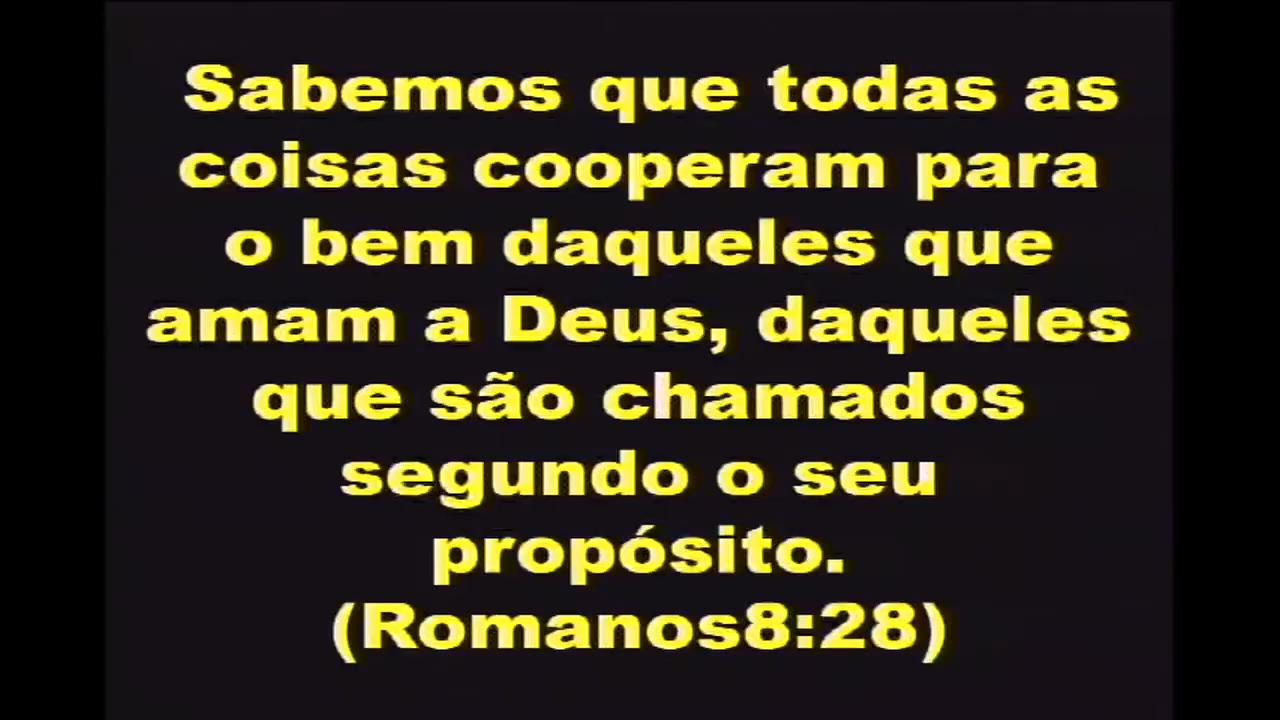 Sabemos que todas as
coisas cooperam para
o bem daqueles que
amam a Deus, daqueles
que são chamados
segundo o seu
propósito.
(Romanos8:28)